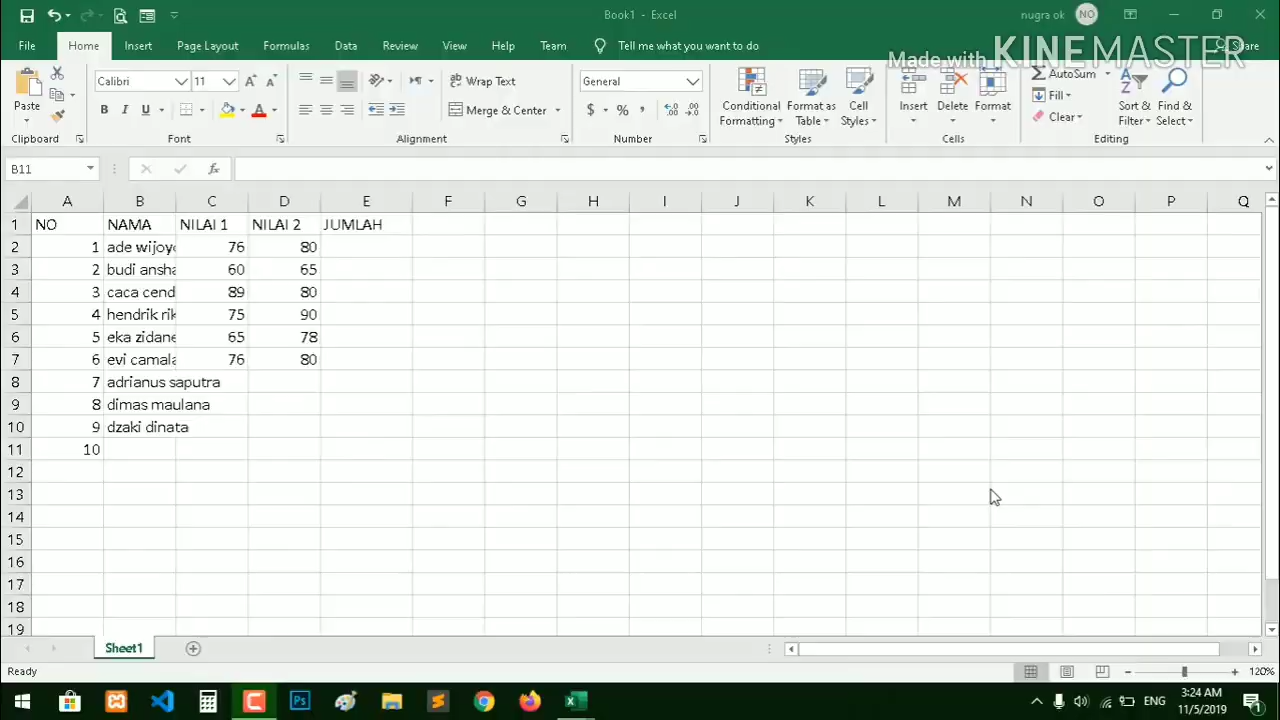 Book1 - Excel
nugra ok NO
File Home Insert Page Layout Formulas Data Review View Help Team Tell me what you want to do Share
Made with KINEMASTER
Calibri 11 Wrap Text General AutoSum
Paste B I U Merge & Center $ % Conditional Formatting Format as Table Cell Styles Insert Delete Format Fill Clear Sort & Filter Find & Select
Clipboard Font Alignment Number Styles Cells Editing
B11 fx
A B C D E F G H I J K L M N O P Q
1 NO NAMA NILAI 1 NILAI 2 JUMLAH
2 1 ade wijoyo 76 80
3 2 budi ansha 60 65
4 3 caca cend 89 80
5 4 hendrik rik 75 90
6 5 eka zidane 65 78
7 6 evi camala 76 80
8 7 adrianus saputra
9 8 dimas maulana
10 9 dzaki dinata
11 10
12
13
14
15
16
17
18
19
Sheet1
Ready 120%
ENG 3:24 AM
11/5/2019 1